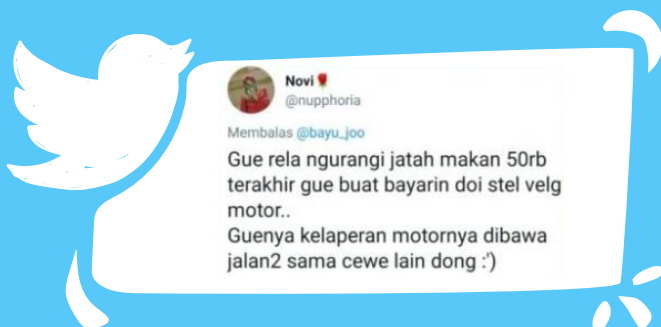 Novi🌹
@nupphoria
Membalas @bayu_joo
Gue rela ngurangi jatah makan 50rb
terakhir gue buat bayarin doi stel velg
motor..
Guenya kelaperan motornya dibawa
jalan2 sama cewe lain dong :')